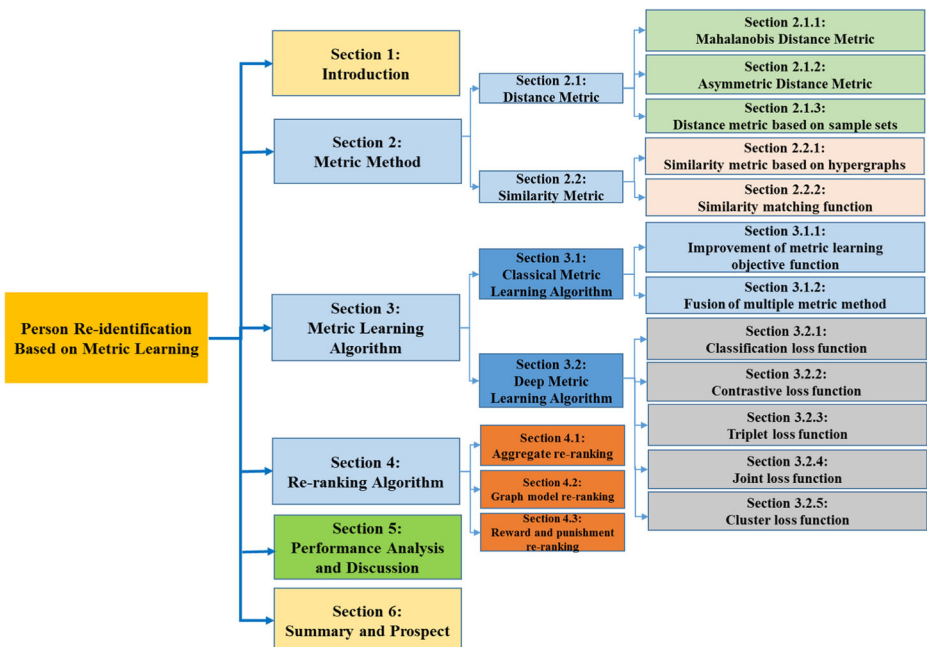 Person Re-identification
Based on Metric Learning
Section 1:
Introduction
Section 2:
Metric Method
Section 2.1:
Distance Metric
Section 2.1.1:
Mahalanobis Distance Metric
Section 2.1.2:
Asymmetric Distance Metric
Section 2.1.3:
Distance metric based on sample sets
Section 2.2:
Similarity Metric
Section 2.2.1:
Similarity metric based on hypergraphs
Section 2.2.2:
Similarity matching function
Section 3:
Metric Learning
Algorithm
Section 3.1:
Classical Metric
Learning Algorithm
Section 3.1.1:
Improvement of metric learning
objective function
Section 3.1.2:
Fusion of multiple metric method
Section 3.2:
Deep Metric
Learning Algorithm
Section 3.2.1:
Classification loss function
Section 3.2.2:
Contrastive loss function
Section 3.2.3:
Triplet loss function
Section 3.2.4:
Joint loss function
Section 3.2.5:
Cluster loss function
Section 4:
Re-ranking Algorithm
Section 4.1:
Aggregate re-ranking
Section 4.2:
Graph model re-ranking
Section 4.3:
Reward and punishment
re-ranking
Section 5:
Performance Analysis
and Discussion
Section 6:
Summary and Prospect